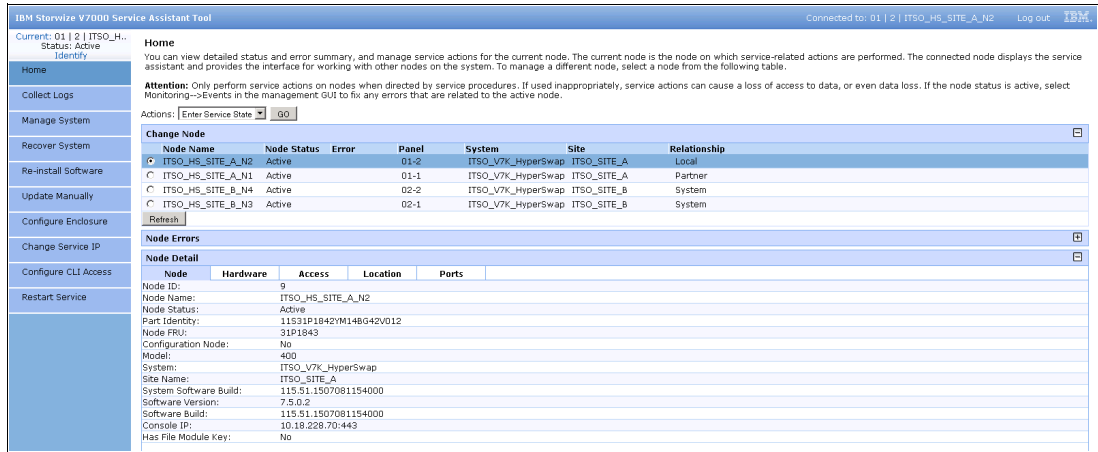 IBM Storwize V7000 Service Assistant Tool
Connected to: 01 | 2 | ITSO_HS_SITE_A_N2 Log out IBM.
Current: 01 | 2 | ITSO_H..
Status: Active
Identify
Home
Collect Logs
Manage System
Recover System
Re-install Software
Update Manually
Configure Enclosure
Change Service IP
Configure CLI Access
Restart Service
Home
You can view detailed status and error summary, and manage service actions for the current node. The current node is the node on which service-related actions are performed. The connected node displays the service
assistant and provides the interface for working with other nodes on the system. To manage a different node, select a node from the following table.
Attention: Only perform service actions on nodes when directed by service procedures. If used inappropriately, service actions can cause a loss of access to data, or even data loss. If the node status is active, select
Monitoring-->Events in the management GUI to fix any errors that are related to the active node.
Actions: Enter Service State GO
Change Node
Node Name Node Status Error Panel System Site Relationship
ITSO_HS_SITE_A_N2 Active 01-2 ITSO_V7K_HyperSwap ITSO_SITE_A Local
ITSO_HS_SITE_A_N1 Active 01-1 ITSO_V7K_HyperSwap ITSO_SITE_A Partner
ITSO_HS_SITE_B_N4 Active 02-2 ITSO_V7K_HyperSwap ITSO_SITE_B System
ITSO_HS_SITE_B_N3 Active 02-1 ITSO_V7K_HyperSwap ITSO_SITE_B System
Refresh
Node Errors
Node Detail
Node Hardware Access Location Ports
Node ID: 9
Node Name: ITSO_HS_SITE_A_N2
Node Status: Active
Part Identity: 11S31P1842YM14BG42V012
Node FRU: 31P1843
Configuration Node: No
Model: 400
System: ITSO_V7K_HyperSwap
Site Name: ITSO_SITE_A
System Software Build: 115.51.1507081154000
Software Version: 7.5.0.2
Software Build: 115.51.1507081154000
Console IP: 10.18.228.70:443
Has File Module Key: No